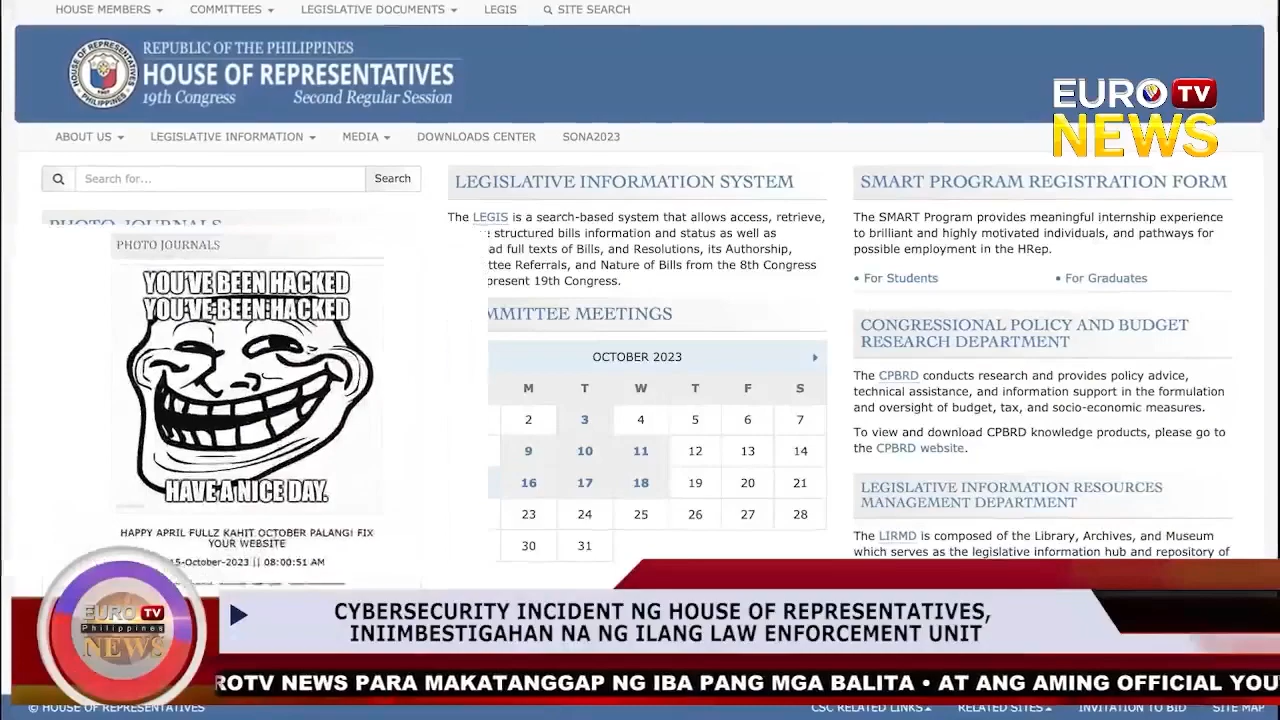 HOUSE MEMBERS
COMMITTEES
LEGISLATIVE DOCUMENTS
LEGIS
SITE SEARCH
REPUBLIC OF THE PHILIPPINES
HOUSE OF REPRESENTATIVES
19th Congress Second Regular Session
HOUSE OF REPRESENTATIVES
PHILIPPINES
EURO TV
NEWS
ABOUT US
LEGISLATIVE INFORMATION
MEDIA
DOWNLOADS CENTER
SONA2023
Search for...
Search
PHOTO JOURNALS
PHOTO JOURNALS
YOU'VE BEEN HACKED
YOU'VE BEEN HACKED
HAVE A NICE DAY.
HAPPY APRIL FULLZ KAHIT OCTOBER PALANG! FIX
YOUR WEBSITE
15-October-2023 || 08:00:51 AM
LEGISLATIVE INFORMATION SYSTEM
The LEGIS is a search-based system that allows access, retrieve,
structured bills information and status as well as
ad full texts of Bills, and Resolutions, its Authorship,
ttee Referrals, and Nature of Bills from the 8th Congress
present 19th Congress.
MMITTEE MEETINGS
OCTOBER 2023
M T W T F S
2 3 4 5 6 7
9 10 11 12 13 14
16 17 18 19 20 21
23 24 25 26 27 28
30 31
SMART PROGRAM REGISTRATION FORM
The SMART Program provides meaningful internship experience
to brilliant and highly motivated individuals, and pathways for
possible employment in the HRep.
• For Students • For Graduates
CONGRESSIONAL POLICY AND BUDGET
RESEARCH DEPARTMENT
The CPBRD conducts research and provides policy advice,
technical assistance, and information support in the formulation
and oversight of budget, tax, and socio-economic measures.
To view and download CPBRD knowledge products, please go to
the CPBRD website.
LEGISLATIVE INFORMATION RESOURCES
MANAGEMENT DEPARTMENT
The LIRMD is composed of the Library, Archives, and Museum
which serves as the legislative information hub and repository of
EURO TV
Philippines
NEWS
CYBERSECURITY INCIDENT NG HOUSE OF REPRESENTATIVES,
INIIMBESTIGAHAN NA NG ILANG LAW ENFORCEMENT UNIT
ROTV NEWS PARA MAKATANGGAP NG IBA PANG MGA BALITA • AT ANG AMING OFFICIAL YOU
© HOUSE OF REPRESENTATIVES
CSC RELATED LINKS
RELATED SITES
INVITATION TO BID
SITE MAP